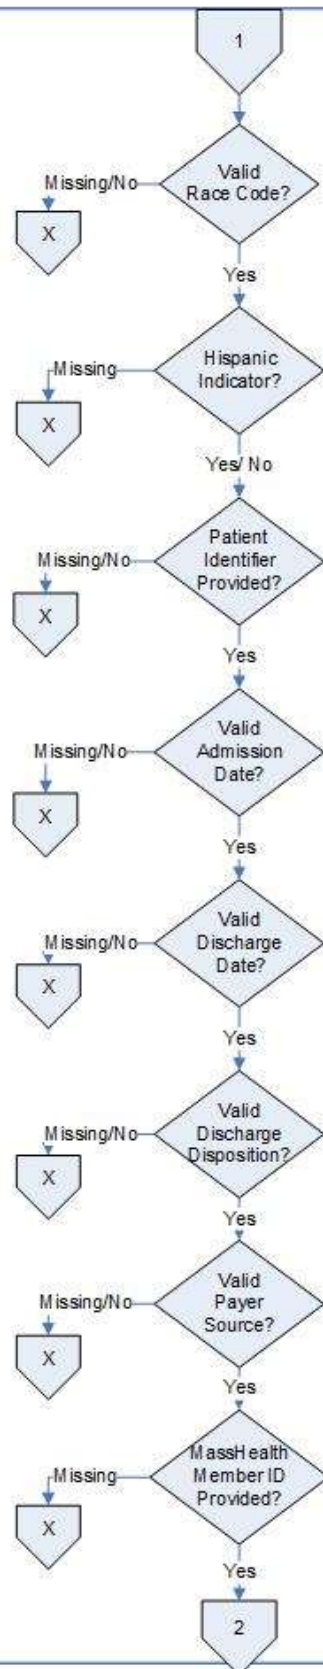 1
Valid
Race Code?
Missing/No
X
Yes
Hispanic
Indicator?
Missing
X
Yes/ No
Patient
Identifier
Provided?
Missing/No
X
Yes
Valid
Admission
Date?
Missing/No
X
Yes
Valid
Discharge
Date?
Missing/No
X
Yes
Valid
Discharge
Disposition?
Missing/No
X
Yes
Valid
Payer
Source?
Missing/No
X
Yes
MassHealth
Member ID
Provided?
Missing
X
Yes
2